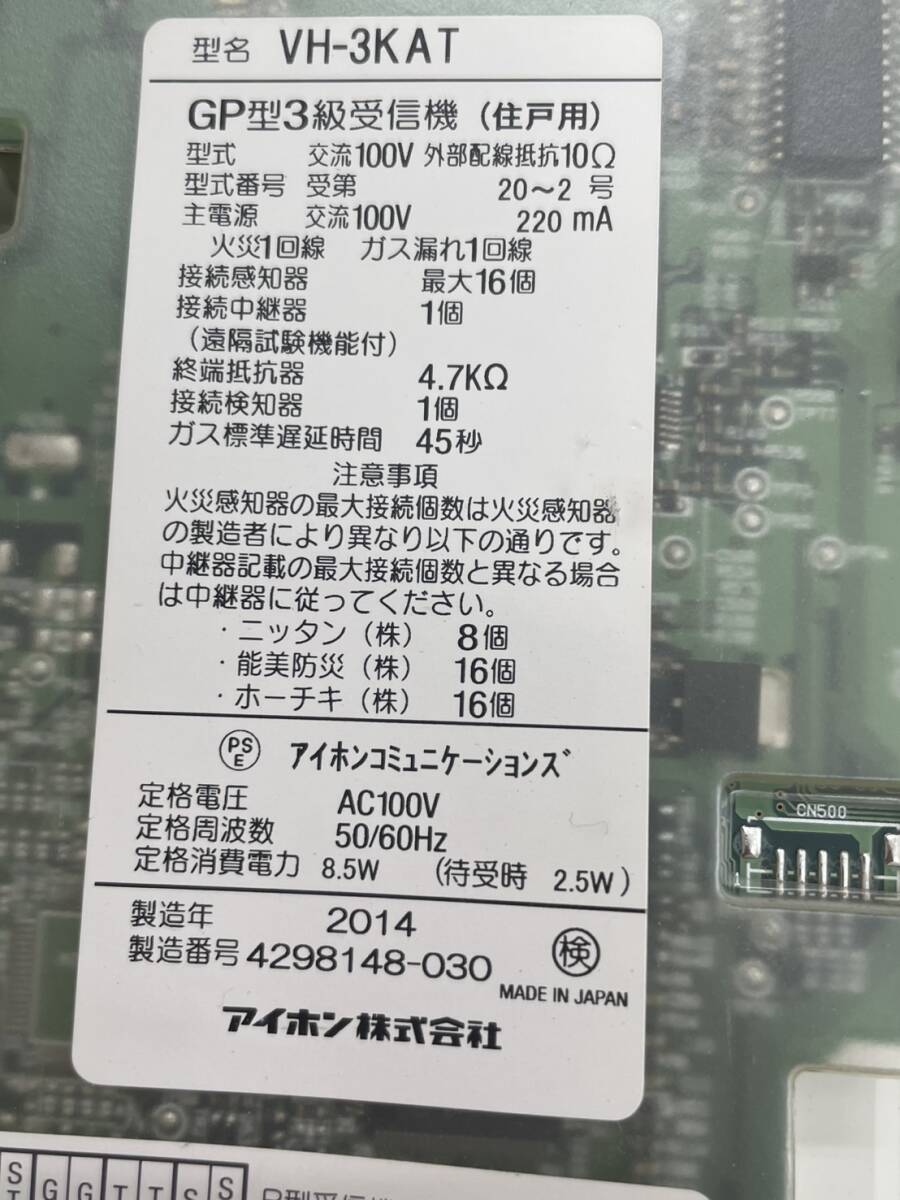 型名 VH-3KAT
GP型3級受信機（住戸用）
型式 交流100V 外部配線抵抗10Ω
型式番号 受第 20～2 号
主電源 交流100V 220 mA
火災1回線 ガス漏れ1回線
接続感知器 最大16個
接続中継器 1個
（遠隔試験機能付）
終端抵抗器 4.7KΩ
接続検知器 1個
ガス標準遅延時間 45秒
注意事項
火災感知器の最大接続個数は火災感知器
の製造者により異なり以下の通りです。
中継器記載の最大接続個数と異なる場合
は中継器に従ってください。
・ニッタン（株） 8個
・能美防災（株） 16個
・ホーチキ（株） 16個
PSE アイホンコミュニケーションズ
定格電圧 AC100V
定格周波数 50/60Hz
定格消費電力 8.5W （待受時 2.5W）
製造年 2014
製造番号 4298148-030
検
MADE IN JAPAN
アイホン株式会社
CN500